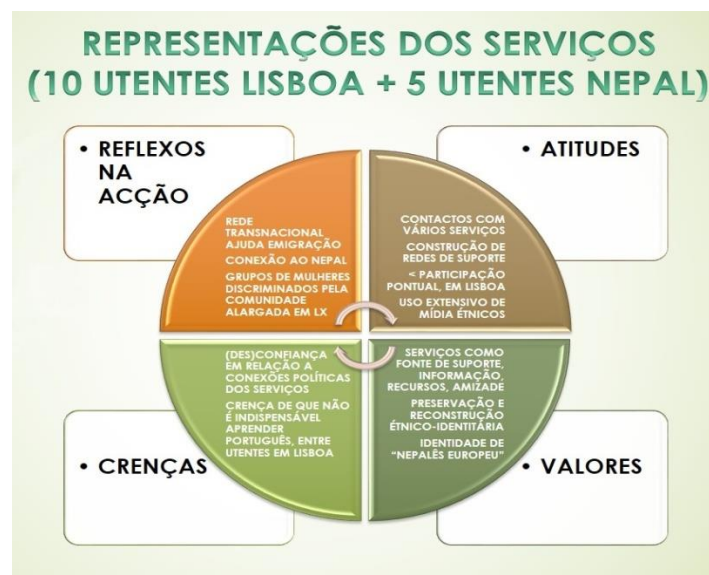 REPRESENTAÇÕES DOS SERVIÇOS
(10 UTENTES LISBOA + 5 UTENTES NEPAL)
• REFLEXOS
NA
ACÇÃO
REDE
TRANSNACIONAL
AJUDA EMIGRAÇÃO
CONEXÃO AO NEPAL
GRUPOS DE MULHERES
DISCRIMINADOS PELA
COMUNIDADE
ALARGADA EM LX
• ATITUDES
CONTACTOS COM
VÁRIOS SERVIÇOS
CONSTRUÇÃO DE
REDES DE SUPORTE
< PARTICIPAÇÃO
PONTUAL, EM LISBOA
USO EXTENSIVO DE
MÍDIA ÉTNICOS
• CRENÇAS
(DES)CONFIANÇA
EM RELAÇÃO A
CONEXÕES POLÍTICAS
DOS SERVIÇOS
CRENÇA DE QUE NÃO
É INDISPENSÁVEL
APRENDER
PORTUGUÊS, ENTRE
UTENTES EM LISBOA
SERVIÇOS COMO
FONTE DE SUPORTE,
INFORMAÇÃO,
RECURSOS, AMIZADE
PRESERVAÇÃO E
RECONSTRUÇÃO
ÉTNICO-IDENTITÁRIA
IDENTIDADE DE
"NEPALÊS EUROPEU"
• VALORES